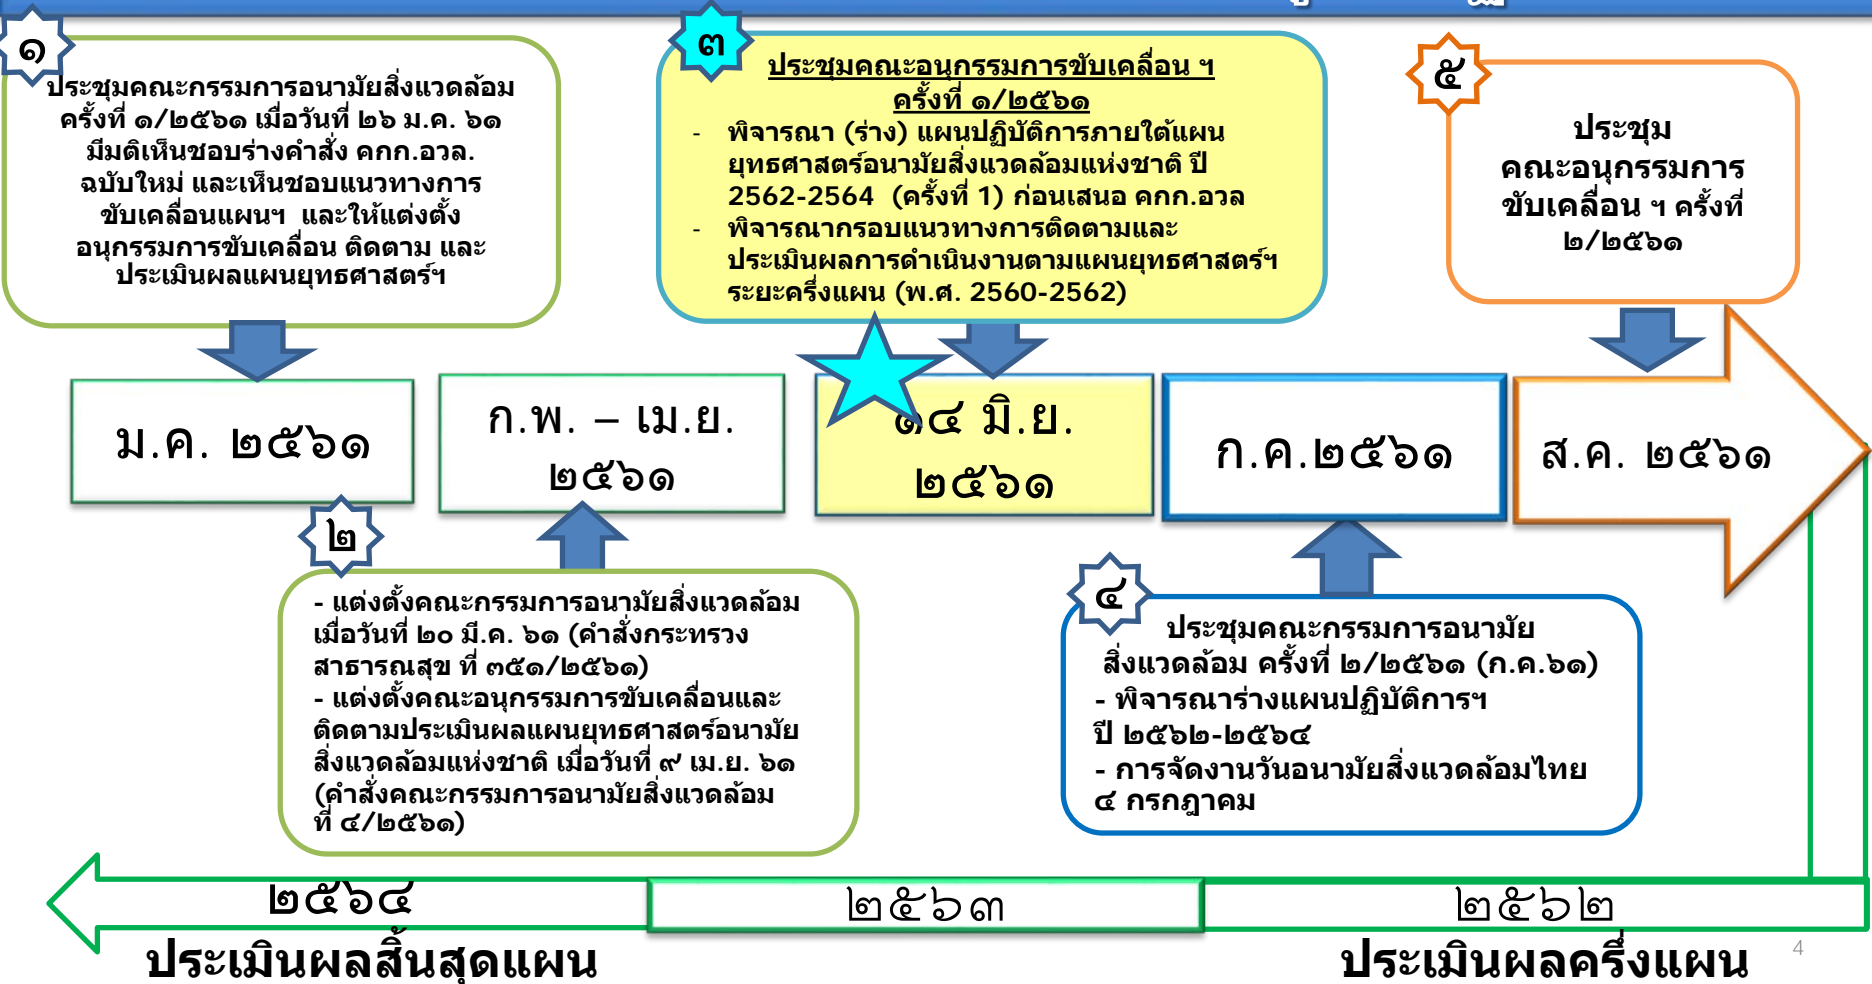 ๑
ประชุมคณะกรรมการอนามัยสิ่งแวดล้อม
ครั้งที่ ๑/๒๕๖๑ เมื่อวันที่ ๒๖ ม.ค. ๖๑
มีมติเห็นชอบร่างคำสั่ง คกก.อวล.
ฉบับใหม่ และเห็นชอบแนวทางการ
ขับเคลื่อนแผนฯ และให้แต่งตั้ง
อนุกรรมการขับเคลื่อน ติดตาม และ
ประเมินผลแผนยุทธศาสตร์ฯ
๓
ประชุมคณะอนุกรรมการขับเคลื่อน ฯ
ครั้งที่ ๑/๒๕๖๑
- พิจารณา (ร่าง) แผนปฏิบัติการภายใต้แผน
ยุทธศาสตร์อนามัยสิ่งแวดล้อมแห่งชาติ ปี
2562-2564 (ครั้งที่ 1) ก่อนเสนอ คกก.อวล
- พิจารณากรอบแนวทางการติดตามและ
ประเมินผลการดำเนินงานตามแผนยุทธศาสตร์ฯ
ระยะครึ่งแผน (พ.ศ. 2560-2562)
๕
ประชุม
คณะอนุกรรมการ
ขับเคลื่อน ฯ ครั้งที่
๒/๒๕๖๑
ม.ค. ๒๕๖๑
ก.พ. – เม.ย.
๒๕๖๑
๑๔ มิ.ย.
๒๕๖๑
ก.ค.๒๕๖๑
ส.ค. ๒๕๖๑
๒
- แต่งตั้งคณะกรรมการอนามัยสิ่งแวดล้อม
เมื่อวันที่ ๒๐ มี.ค. ๖๑ (คำสั่งกระทรวง
สาธารณสุข ที่ ๓๕๑/๒๕๖๑)
- แต่งตั้งคณะอนุกรรมการขับเคลื่อนและ
ติดตามประเมินผลแผนยุทธศาสตร์อนามัย
สิ่งแวดล้อมแห่งชาติ เมื่อวันที่ ๙ เม.ย. ๖๑
(คำสั่งคณะกรรมการอนามัยสิ่งแวดล้อม
ที่ ๔/๒๕๖๑)
๔
ประชุมคณะกรรมการอนามัย
สิ่งแวดล้อม ครั้งที่ ๒/๒๕๖๑ (ก.ค.๖๑)
- พิจารณาร่างแผนปฏิบัติการฯ
ปี ๒๕๖๒-๒๕๖๔
- การจัดงานวันอนามัยสิ่งแวดล้อมไทย
๔ กรกฎาคม
๒๕๖๔
๒๕๖๓
๒๕๖๒
ประเมินผลสิ้นสุดแผน
ประเมินผลครึ่งแผน
4